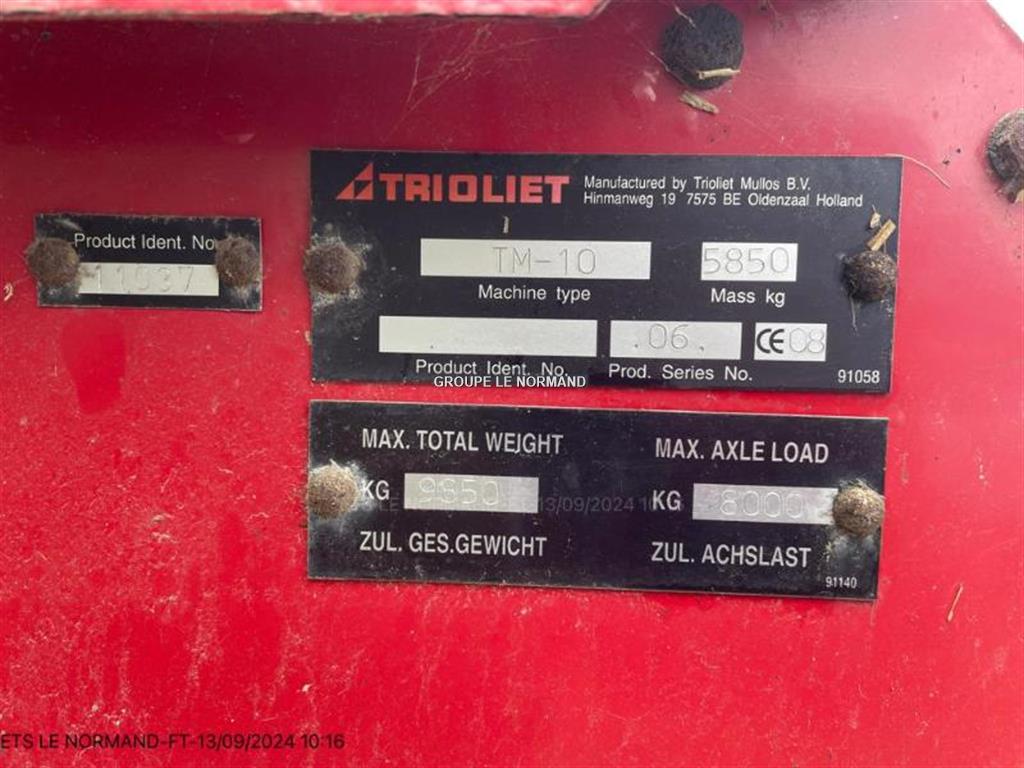 Product Ident. No.
11037
TRIOLIET
Manufactured by Trioliet Mullos B.V.
Hinmanweg 19 7575 BE Oldenzaal Holland
TM-10 5850
Machine type Mass kg
.06. CE 08
Product Ident. No. Prod. Series No. 91058
GROUPE LE NORMAND
MAX. TOTAL WEIGHT MAX. AXLE LOAD
KG 9850 KG 8000
13/09/2024
ZUL. GES.GEWICHT ZUL. ACHSLAST
91140
ETS LE NORMAND-FT-13/09/2024 10:16